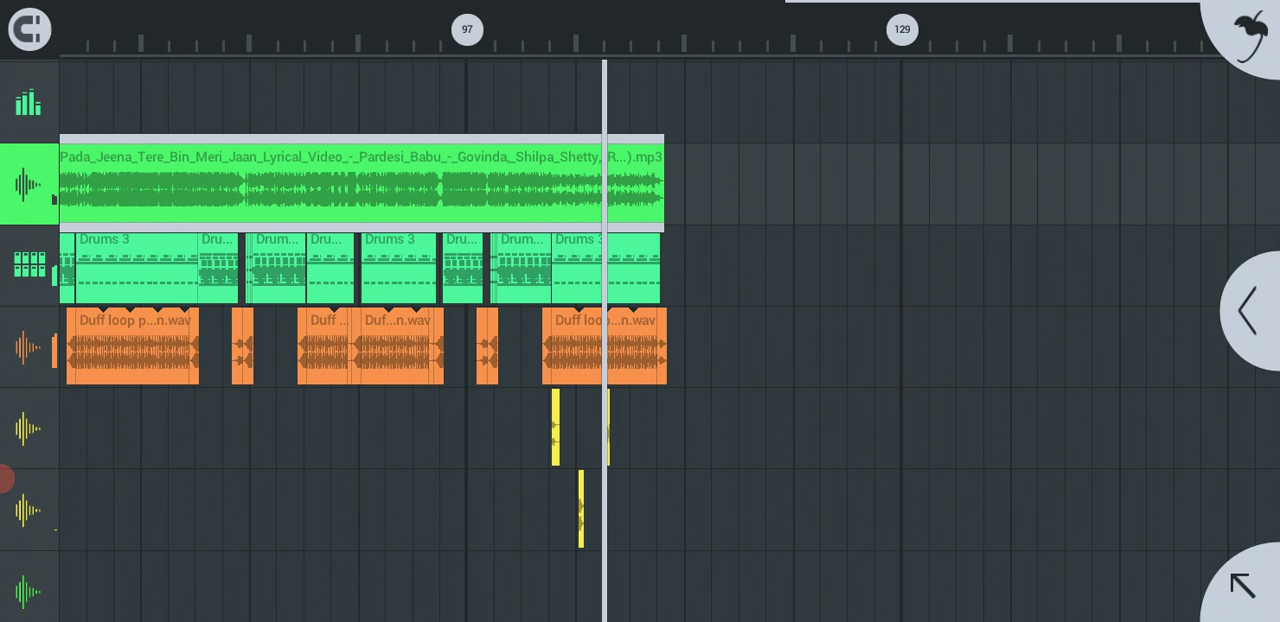 97
129
Pada_Jeena_Tere_Bin_Meri_Jaan_Lyrical_Video_-_Pardesi_Babu_-_Govinda,_Shilpa_Shetty,_R...).mp3
Drums 3 Dru... Drum... Dru... Drums 3 Dru... Drum... Drums 3
Duff loop p...n.wav Duff ... Duf...n.wav Duff loo...n.wav